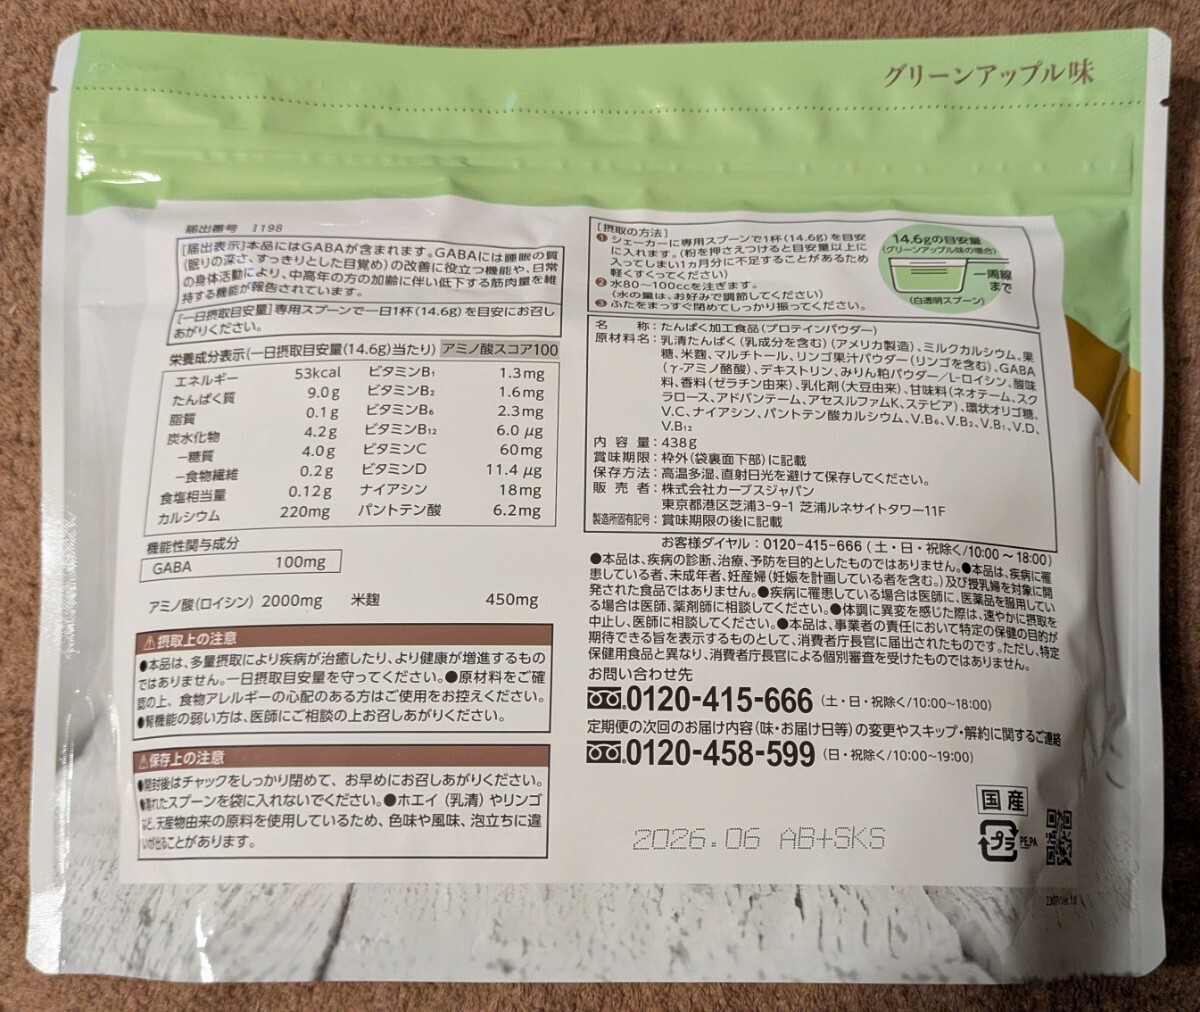 グリーンアップル味
届出番号 I198
[届出表示]本品にはGABAが含まれます。GABAには睡眠の質
(眠りの深さ、すっきりとした目覚め)の改善に役立つ機能や、日常
の身体活動により、中高年の方の加齢に伴い低下する筋肉量を維
持する機能が報告されています。
[一日摂取目安量]専用スプーンで一日1杯(14.6g)を目安にお召し
あがりください。
栄養成分表示(一日摂取目安量(14.6g)当たり) アミノ酸スコア100
エネルギー 53kcal ビタミンB1 1.3mg
たんぱく質 9.0g ビタミンB2 1.6mg
脂質 0.1g ビタミンB6 2.3mg
炭水化物 4.2g ビタミンB12 6.0μg
−糖質 4.0g ビタミンC 60mg
−食物繊維 0.2g ビタミンD 11.4μg
食塩相当量 0.12g ナイアシン 18mg
カルシウム 220mg パントテン酸 6.2mg
機能性関与成分
GABA 100mg
アミノ酸(ロイシン) 2000mg 米麹 450mg
⚠摂取上の注意
●本品は、多量摂取により疾病が治癒したり、より健康が増進するもの
ではありません。一日摂取目安量を守ってください。●原材料をご確
認の上、食物アレルギーの心配のある方はご使用をお控えください。
●腎機能の弱い方は、医師にご相談の上お召しあがりください。
⚠保存上の注意
●開封後はチャックをしっかり閉めて、お早めにお召しあがりください。
●濡れたスプーンを袋に入れないでください。●ホエイ(乳清)やリンゴ
など、天産物由来の原料を使用しているため、色味や風味、泡立ちに違
いが出ることがあります。
[摂取の方法]
❶シェーカーに専用スプーンで1杯(14.6g)を目安
に入れます。(粉を押さえつけると目安量以上に
入ってしまい1ヵ月分に不足することがあるため
軽くすくってください)
❷水80〜100ccを注ぎます。
(水の量は、お好みで調節してください)
❸ふたをまっすぐ閉めてしっかり振ってください。
14.6gの目安量
(グリーンアップル味の場合)
一周線
まで
(白透明スプーン)
名称:たんぱく加工食品(プロテインパウダー)
原材料名:乳清たんぱく(乳成分を含む)(アメリカ製造)、ミルクカルシウム、果
糖、米麹、マルチトール、リンゴ果汁パウダー(リンゴを含む)、GABA
(γ-アミノ酪酸)、デキストリン、みりん粕パウダー/L-ロイシン、酸味
料、香料(ゼラチン由来)、乳化剤(大豆由来)、甘味料(ネオテーム、スク
ラロース、アドバンテーム、アセスルファムK、ステビア)、環状オリゴ糖、
V.C、ナイアシン、パントテン酸カルシウム、V.B6、V.B2、V.B1、V.D、
V.B12
内容量:438g
賞味期限:枠外(袋裏面下部)に記載
保存方法:高温多湿、直射日光を避けて保存してください。
販売者:株式会社カーブスジャパン
東京都港区芝浦3-9-1 芝浦ルネサイトタワー11F
製造所固有記号:賞味期限の後に記載
お客様ダイヤル:0120-415-666(土・日・祝除く/10:00〜18:00)
●本品は、疾病の診断、治療、予防を目的としたものではありません。●本品は、疾病に罹
患している者、未成年者、妊産婦(妊娠を計画している者を含む。)及び授乳婦を対象に開
発された食品ではありません。●疾病に罹患している場合は医師に、医薬品を服用してい
る場合は医師、薬剤師に相談してください。●体調に異変を感じた際は、速やかに摂取を
中止し、医師に相談してください。●本品は、事業者の責任において特定の保健の目的が
期待できる旨を表示するものとして、消費者庁長官に届出されたものです。ただし、特定
保健用食品と異なり、消費者庁長官による個別審査を受けたものではありません。
お問い合わせ先
0120-415-666 (土・日・祝除く/10:00~18:00)
定期便の次回のお届け内容(味・お届け日等)の変更やスキップ・解約に関するご連絡
0120-458-599 (日・祝除く/10:00~19:00)
国産
プラ PE,PA
2026.06 AB+SKS